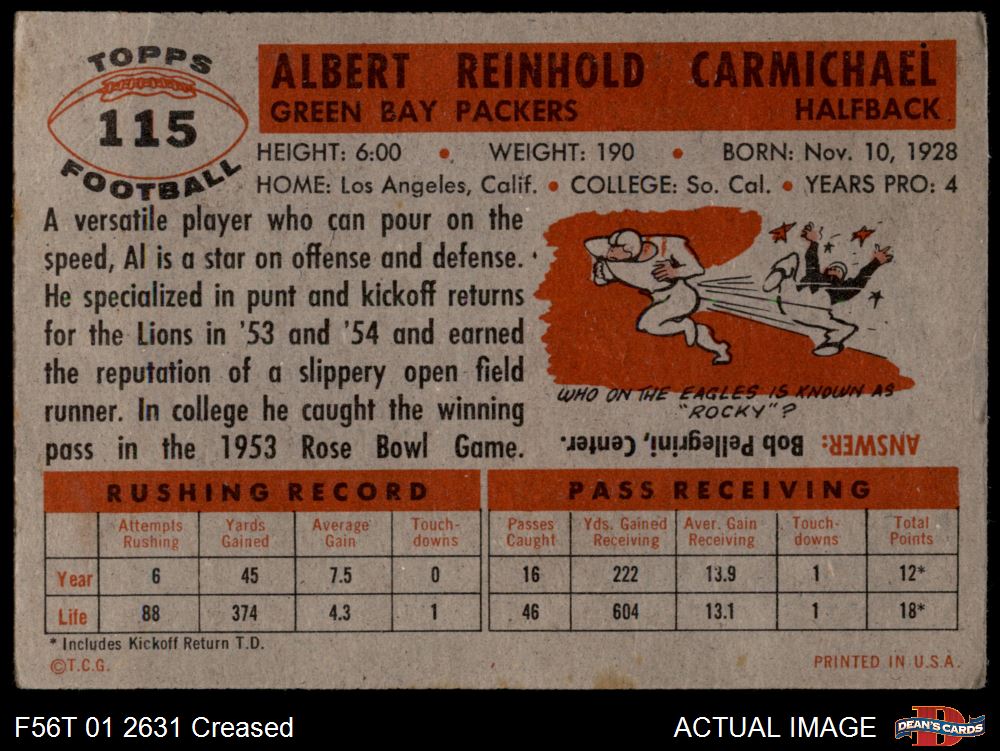 TOPPS
115
FOOTBALL
ALBERT REINHOLD CARMICHAEL
GREEN BAY PACKERS HALFBACK
HEIGHT: 6:00 • WEIGHT: 190 • BORN: Nov. 10, 1928
HOME: Los Angeles, Calif. • COLLEGE: So. Cal. • YEARS PRO: 4
A versatile player who can pour on the
speed, Al is a star on offense and defense.
He specialized in punt and kickoff returns
for the Lions in '53 and '54 and earned
the reputation of a slippery open field
runner. In college he caught the winning
pass in the 1953 Rose Bowl Game.
WHO ON THE EAGLES IS KNOWN AS
"ROCKY"?
ANSWER: Bob Pellegrini, Center.
RUSHING RECORD
Attempts Rushing Yards Gained Average Gain Touch-downs
Year 6 45 7.5 0
Life 88 374 4.3 1
PASS RECEIVING
Passes Caught Yds. Gained Receiving Aver. Gain Receiving Touch-downs Total Points
16 222 13.9 1 12*
46 604 13.1 1 18*
* Includes Kickoff Return T.D.
©T.C.G. PRINTED IN U.S.A.
F56T 01 2631 Creased ACTUAL IMAGE DEAN'S CARDS